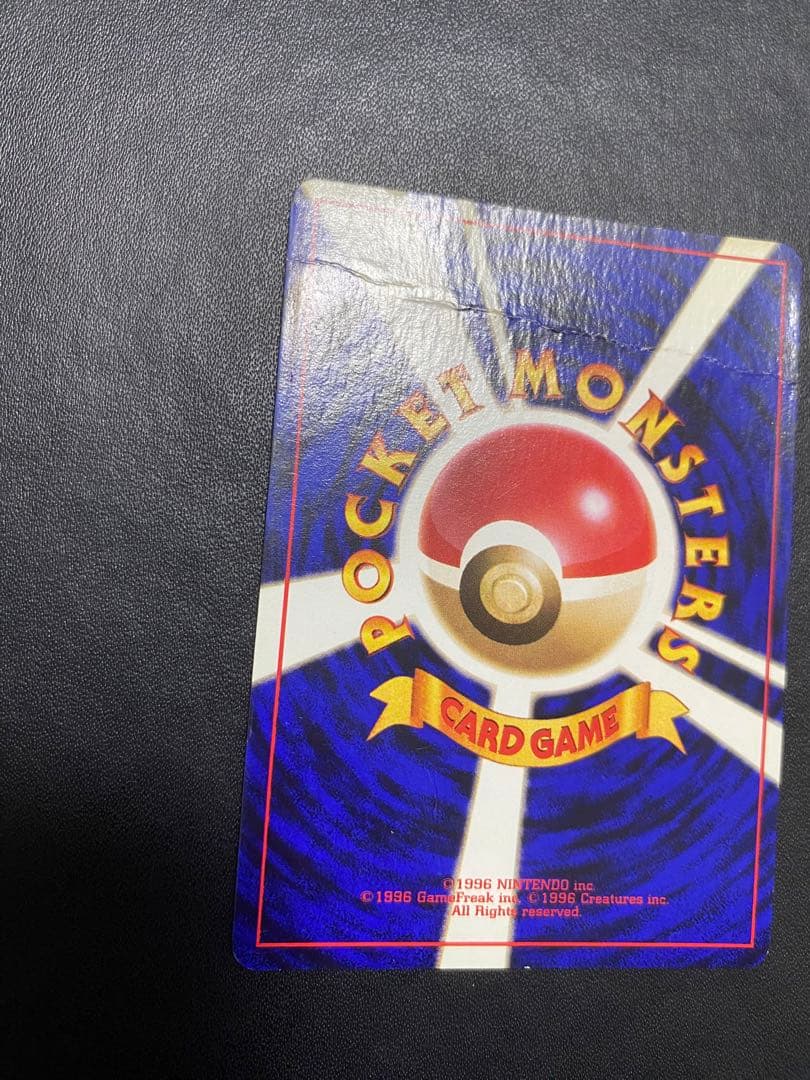 POCKET MONSTERS
CARD GAME
©1996 NINTENDO inc.
©1996 GameFreak inc. ©1996 Creatures inc.
All Rights reserved.